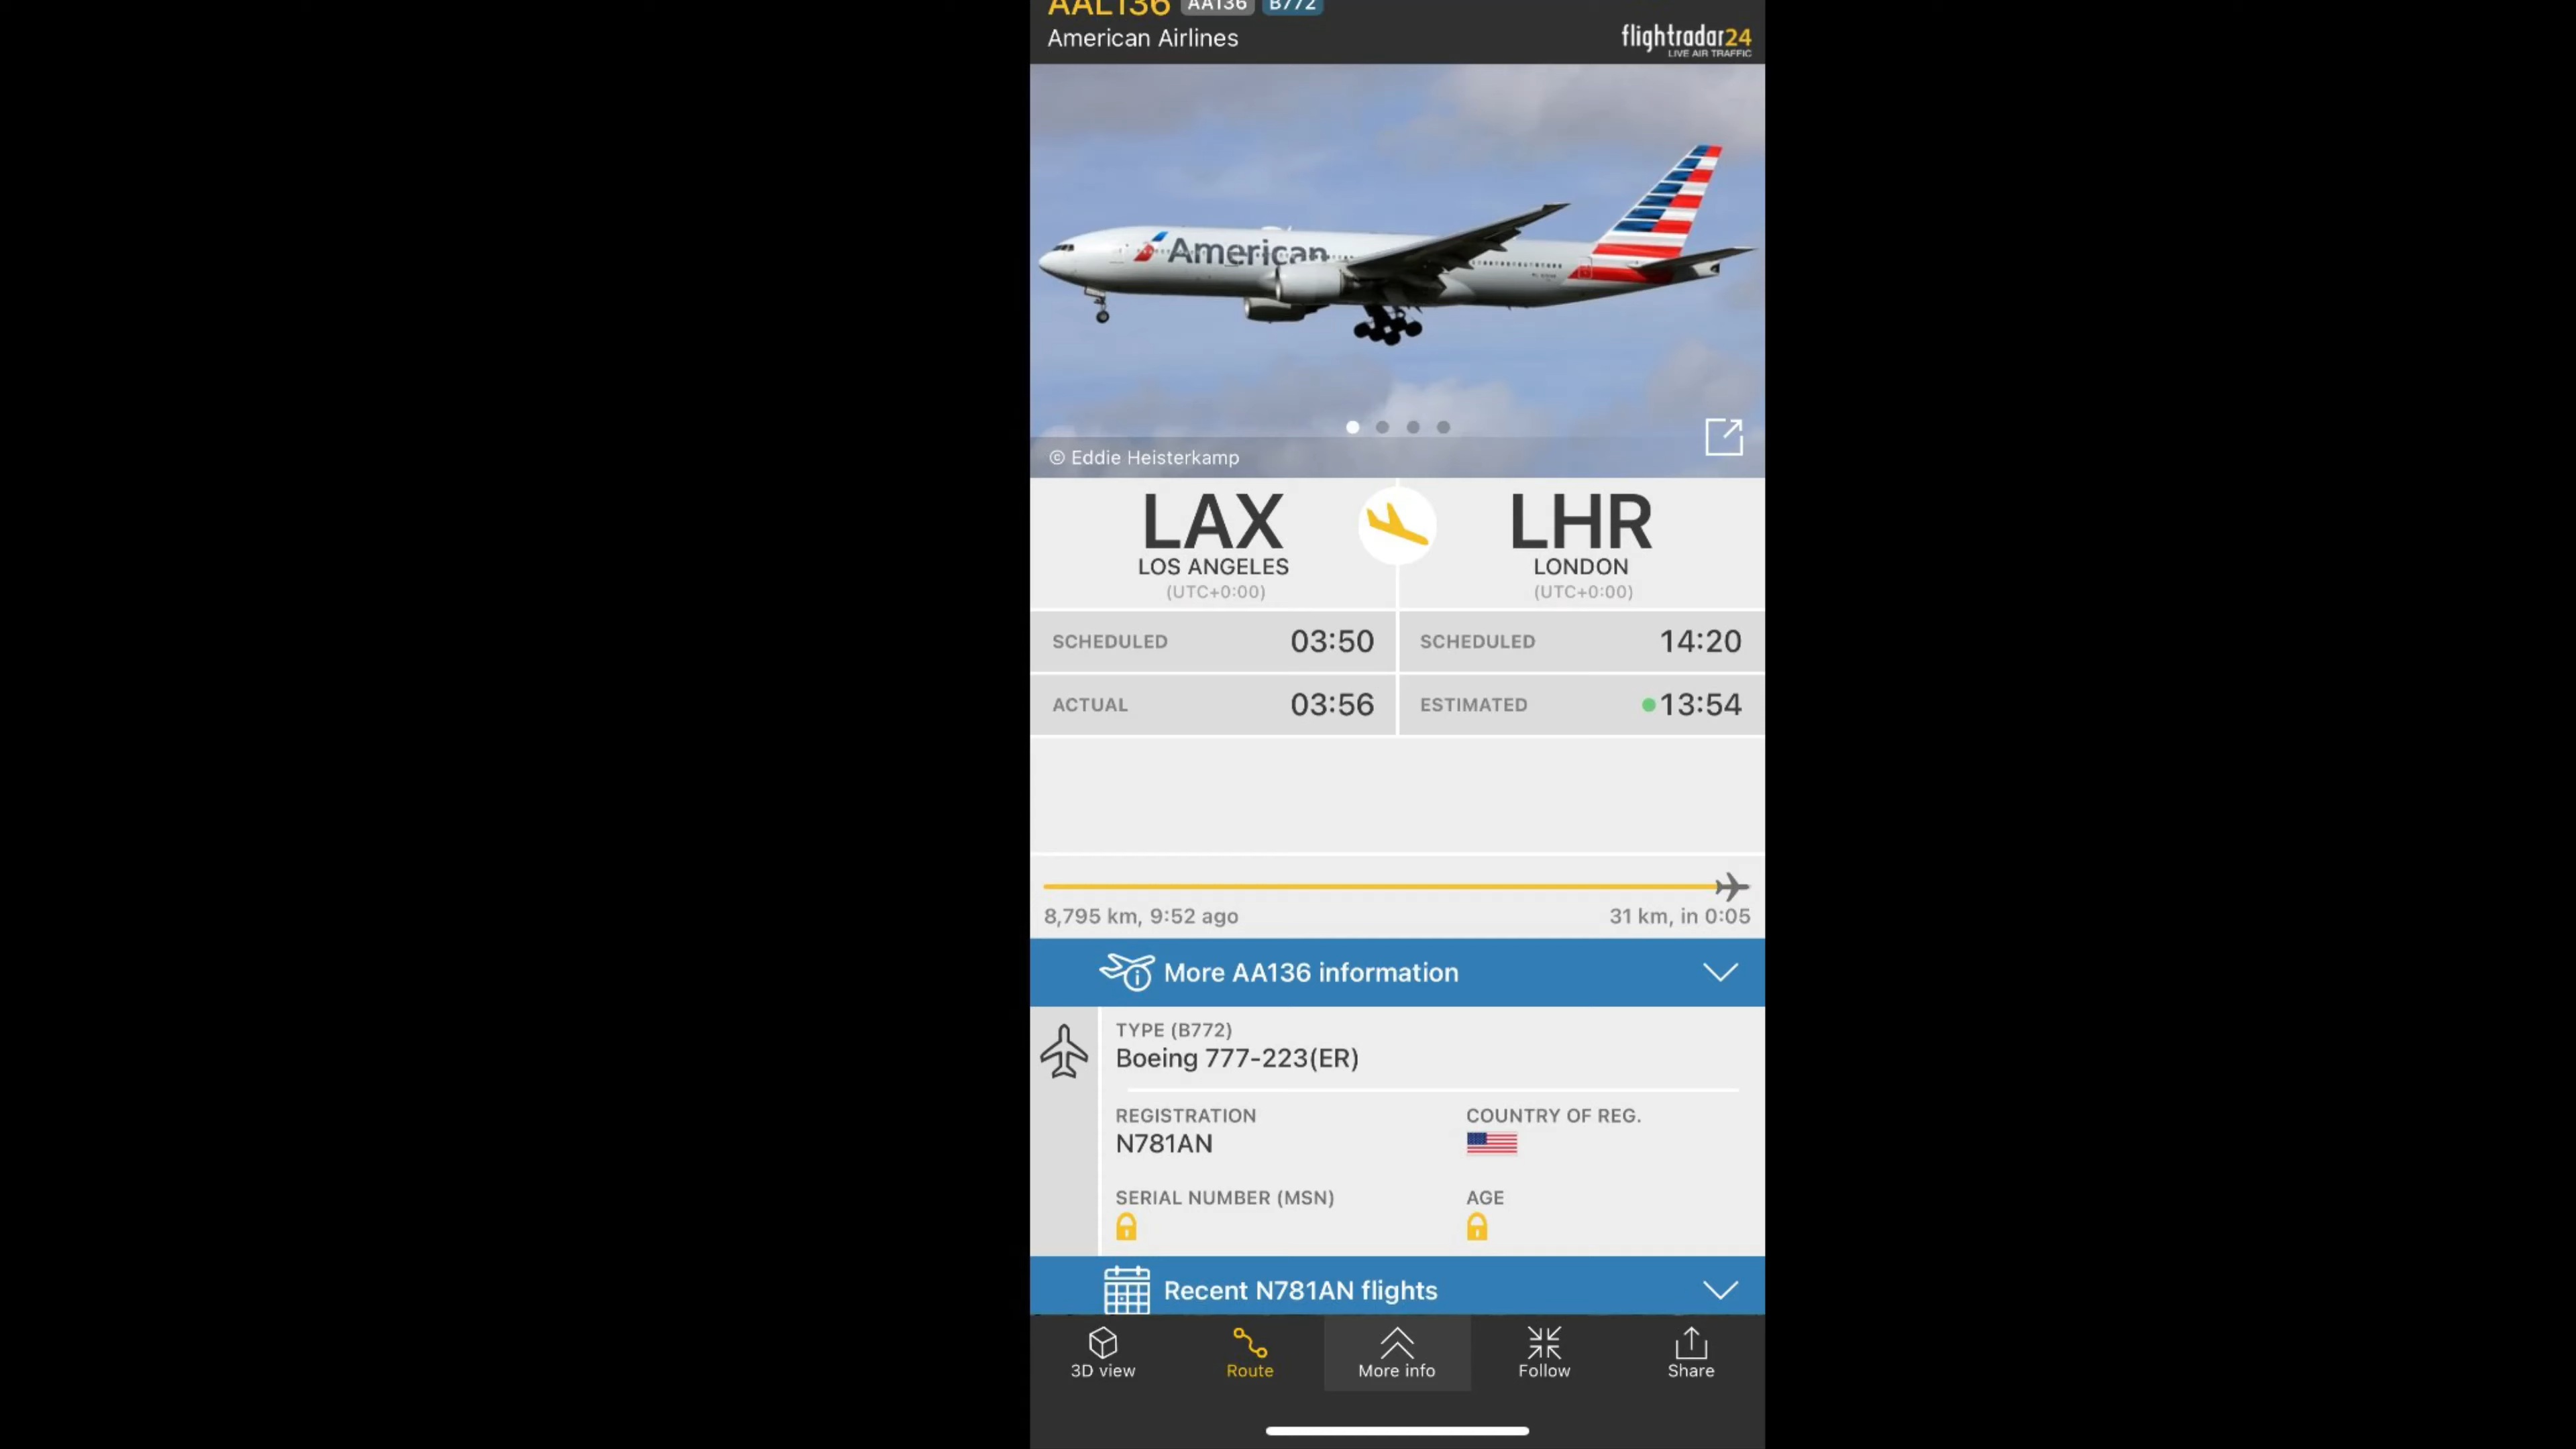 AAL136 AA136 B772
American Airlines
flightradar24
LIVE AIR TRAFFIC
American
© Eddie Heisterkamp
LAX LHR
LOS ANGELES LONDON
(UTC+0:00) (UTC+0:00)
SCHEDULED 03:50 SCHEDULED 14:20
ACTUAL 03:56 ESTIMATED 13:54
8,795 km, 9:52 ago 31 km, in 0:05
More AA136 information
TYPE (B772)
Boeing 777-223(ER)
REGISTRATION COUNTRY OF REG.
N781AN
SERIAL NUMBER (MSN) AGE
Recent N781AN flights
3D view Route More info Follow Share